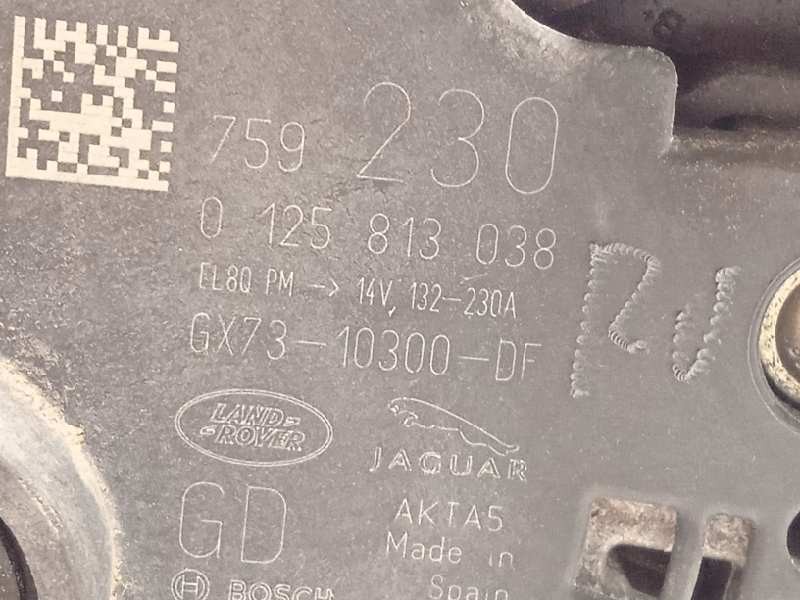 759 230
0 125 813 038
EL8Q PM -> 14V, 132-230A
GX73-10300-DF
LAND-
-ROVER
JAGUAR
GD
AKTA5
Made in
Spain
BOSCH